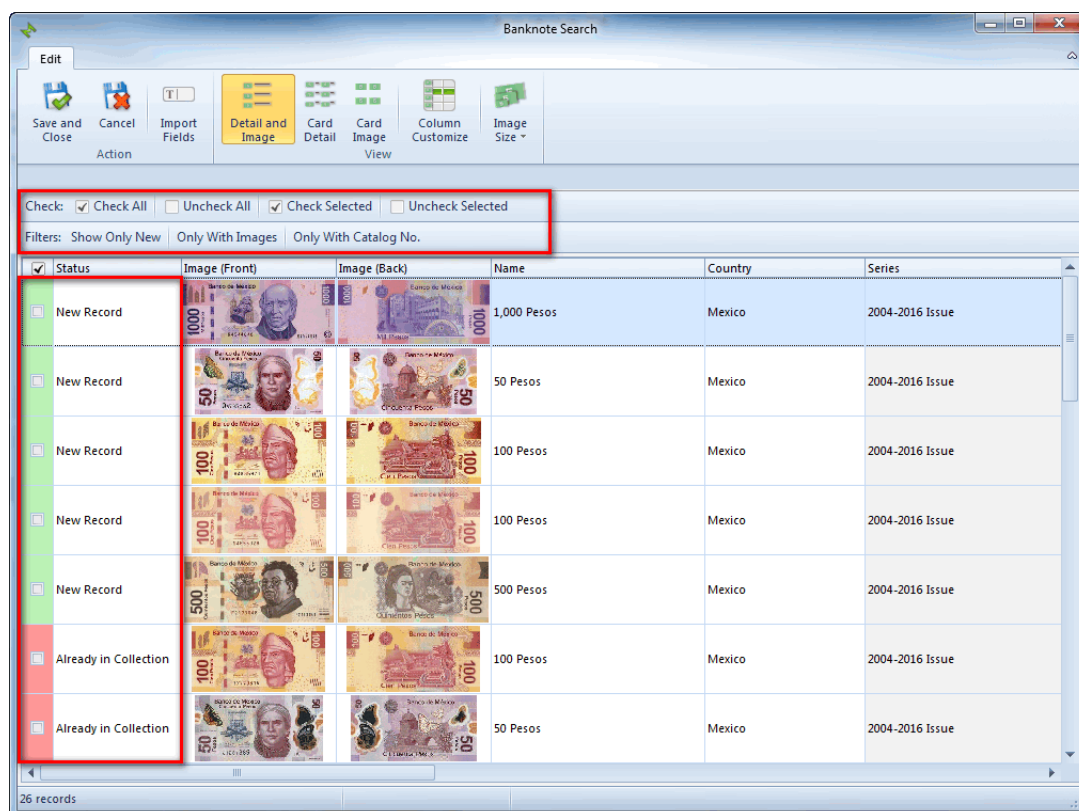 Banknote Search
Edit
Save and Close
Cancel
Import Fields
Detail and Image
Card Detail
Card Image
Column Customize
Image Size
Action
View
Check: Check All Uncheck All Check Selected Uncheck Selected
Filters: Show Only New Only With Images Only With Catalog No.
Status Image (Front) Image (Back) Name Country Series
New Record 1,000 Pesos Mexico 2004-2016 Issue
New Record 50 Pesos Mexico 2004-2016 Issue
New Record 100 Pesos Mexico 2004-2016 Issue
New Record 100 Pesos Mexico 2004-2016 Issue
New Record 500 Pesos Mexico 2004-2016 Issue
Already in Collection 100 Pesos Mexico 2004-2016 Issue
Already in Collection 50 Pesos Mexico 2004-2016 Issue
26 records